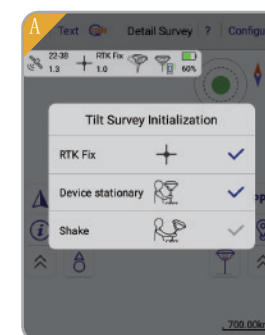 A
Text Detail Survey ? Configu
22-38 RTK Fix
1.3 1.0 60%
Tilt Survey Initialization
RTK Fix
Device stationary
Shake
700.00k